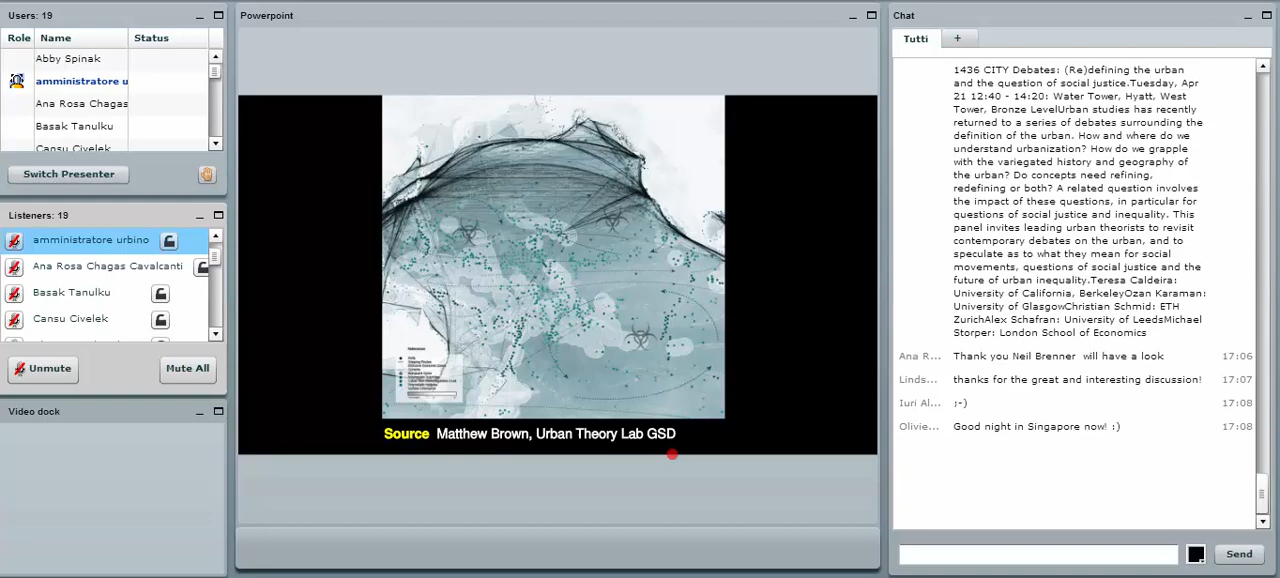 Users: 19
Role Name Status
Abby Spinak
amministratore u
Ana Rosa Chagas
Basak Tanulku
Cansu Civelek
Switch Presenter
Listeners: 19
amministratore urbino
Ana Rosa Chagas Cavalcanti
Basak Tanulku
Cansu Civelek
Unmute Mute All
Video dock
Powerpoint
Source Matthew Brown, Urban Theory Lab GSD
Chat
Tutti +
1436 CITY Debates: (Re)defining the urban
and the question of social justice.Tuesday, Apr
21 12:40 - 14:20: Water Tower, Hyatt, West
Tower, Bronze LevelUrban studies has recently
returned to a series of debates surrounding the
definition of the urban. How and where do we
understand urbanization? How do we grapple
with the variegated history and geography of
the urban? Do concepts need refining,
redefining or both? A related question involves
the impact of these questions, in particular for
questions of social justice and inequality. This
panel invites leading urban theorists to revisit
contemporary debates on the urban, and to
speculate as to what they mean for social
movements, questions of social justice and the
future of urban inequality.Teresa Caldeira:
University of California, BerkeleyOzan Karaman:
University of GlasgowChristian Schmid: ETH
ZurichAlex Schafran: University of LeedsMichael
Storper: London School of Economics
Ana R... Thank you Neil Brenner will have a look 17:06
Linds... thanks for the great and interesting discussion! 17:07
Iuri Al... ;-) 17:08
Olivie... Good night in Singapore now! :) 17:08
Send